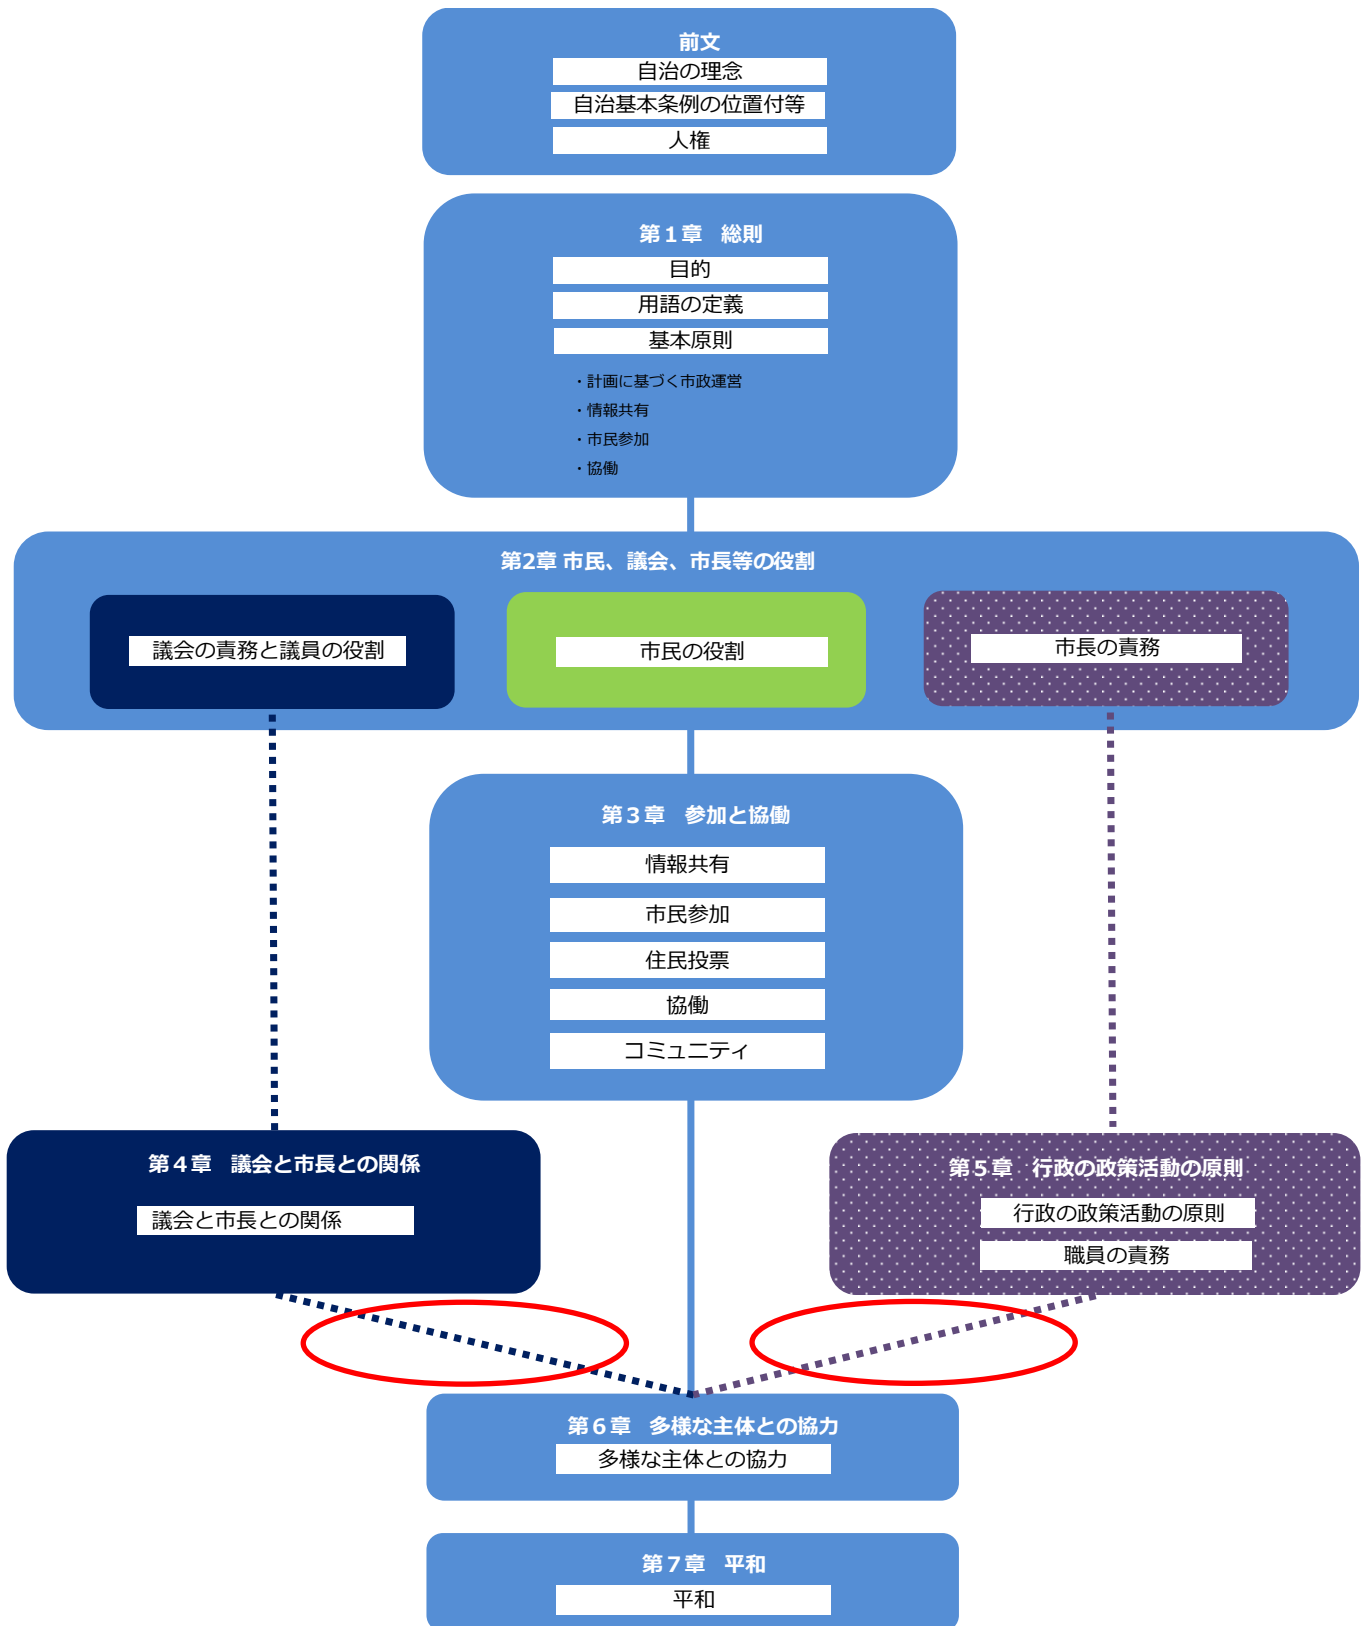 前文
自治の理念
自治基本条例の位置付等
人権
第１章　総則
目的
用語の定義
基本原則
・計画に基づく市政運営
・情報共有
・市民参加
・協働
第2章 市民、議会、市長等の役割
議会の責務と議員の役割
市民の役割
市長の責務
第３章　参加と協働
情報共有
市民参加
住民投票
協働
コミュニティ
第４章　議会と市長との関係
議会と市長との関係
第５章　行政の政策活動の原則
行政の政策活動の原則
職員の責務
第６章　多様な主体との協力
多様な主体との協力
第７章　平和
平和